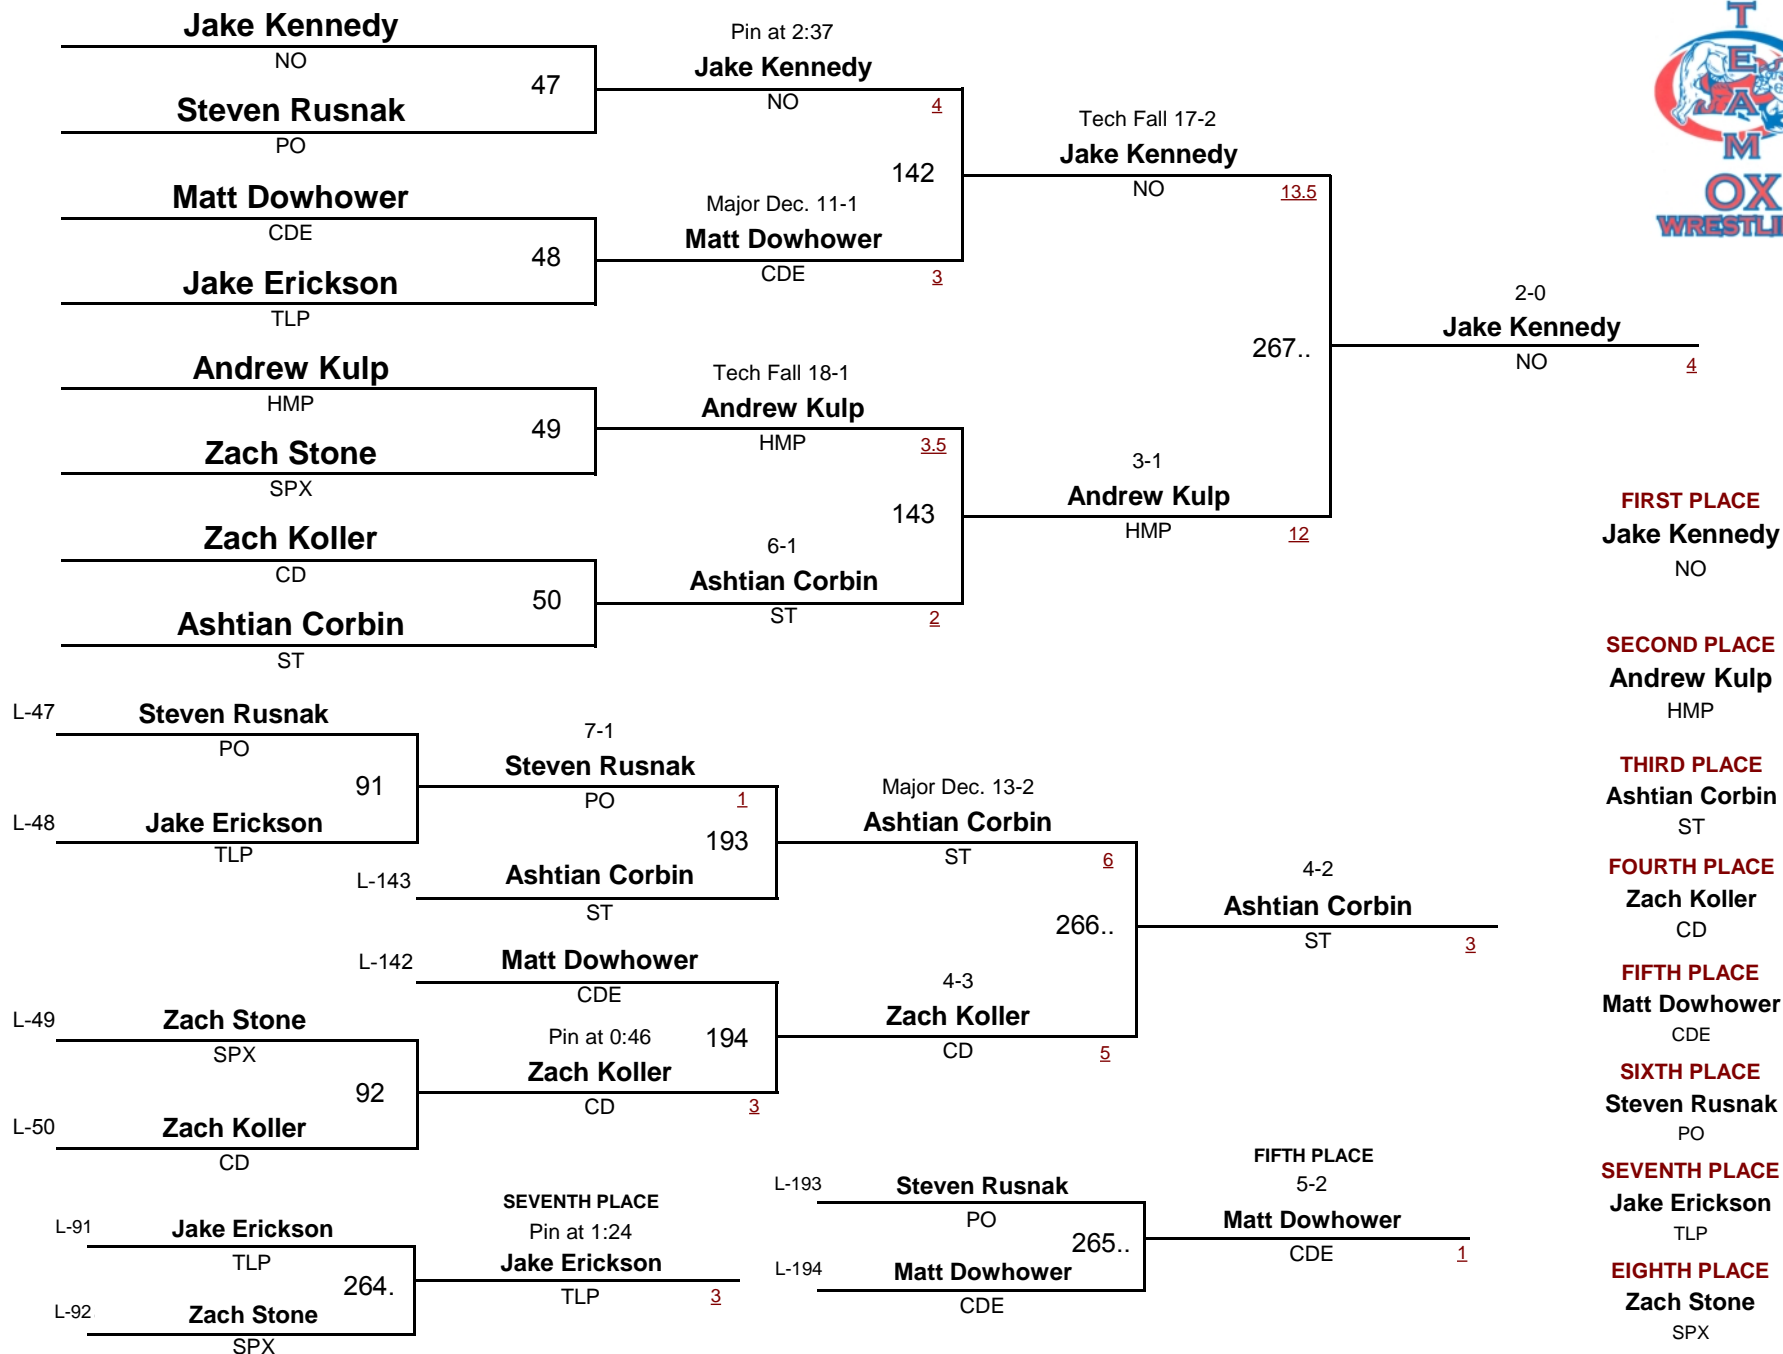 Jake Kennedy
NO
47
Steven Rusnak
PO
Matt Dowhower
CDE
48
Jake Erickson
TLP
Andrew Kulp
HMP
49
Zach Stone
SPX
Zach Koller
CD
50
Ashtian Corbin
ST
Pin at 2:37
Jake Kennedy
NO
4
142
Major Dec. 11-1
Matt Dowhower
CDE
3
Tech Fall 18-1
Andrew Kulp
HMP
3.5
143
6-1
Ashtian Corbin
ST
2
Tech Fall 17-2
Jake Kennedy
NO
13.5
267..
3-1
Andrew Kulp
HMP
12
2-0
Jake Kennedy
NO
4
TEAM
OX
L-47
Steven Rusnak
PO
91
L-48
Jake Erickson
TLP
7-1
Steven Rusnak
PO
1
193
L-143
Ashtian Corbin
ST
L-142
Matt Dowhower
CDE
L-49
Zach Stone
SPX
92
L-50
Zach Koller
CD
Pin at 0:46
194
Zach Koller
CD
3
Major Dec. 13-2
Ashtian Corbin
ST
6
266..
4-3
Zach Koller
CD
5
4-2
Ashtian Corbin
ST
3
L-91
Jake Erickson
TLP
264.
L-92
Zach Stone
SPX
SEVENTH PLACE
Pin at 1:24
Jake Erickson
TLP
3
L-193
Steven Rusnak
PO
265..
L-194
Matt Dowhower
CDE
FIFTH PLACE
5-2
Matt Dowhower
CDE
1
FIRST PLACE
Jake Kennedy
NO
SECOND PLACE
Andrew Kulp
HMP
THIRD PLACE
Ashtian Corbin
ST
FOURTH PLACE
Zach Koller
CD
FIFTH PLACE
Matt Dowhower
CDE
SIXTH PLACE
Steven Rusnak
PO
SEVENTH PLACE
Jake Erickson
TLP
EIGHTH PLACE
Zach Stone
SPX